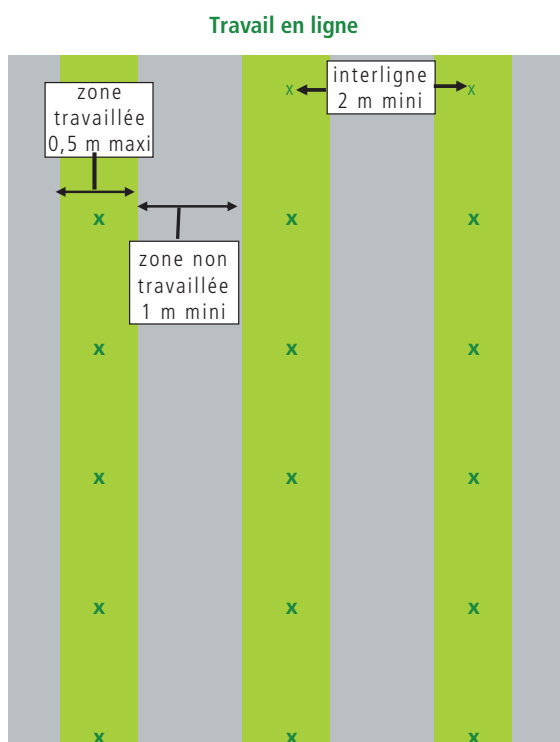 Travail en ligne
interligne
2 m mini
x x
zone
travaillée
0,5 m maxi
x x x
zone non
travaillée
1 m mini
x x x
x x x
x x x
x x x